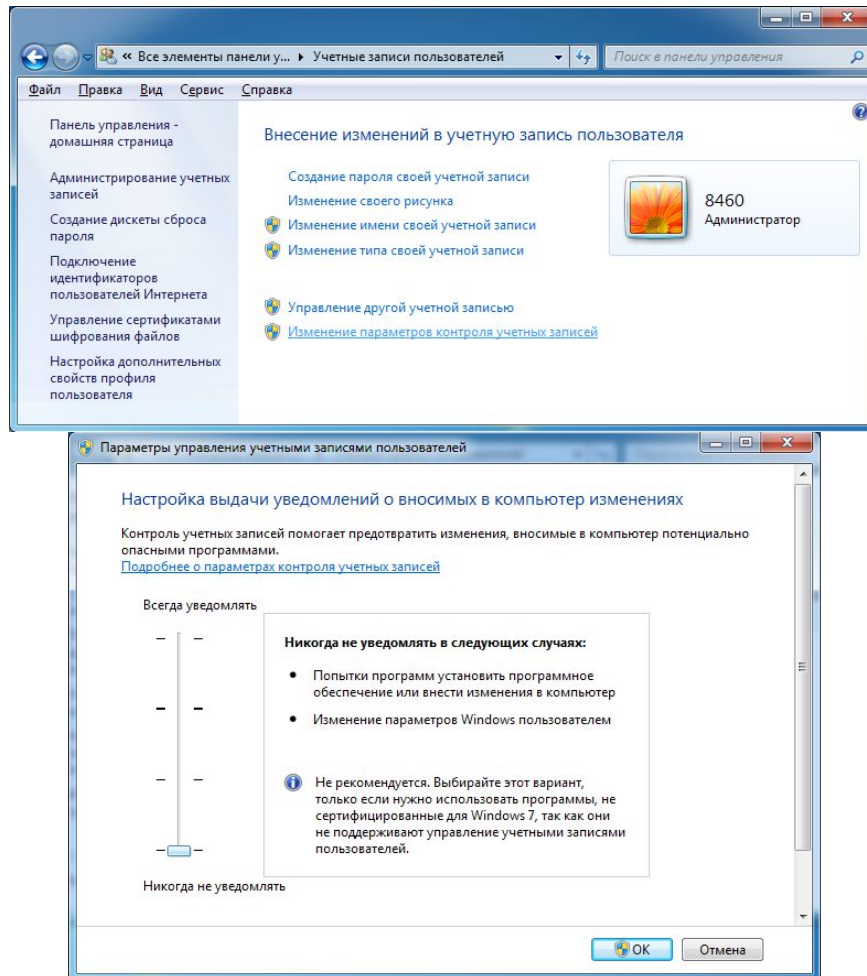 « Все элементы панели у... ▸ Учетные записи пользователей
Поиск в панели управления
Файл Правка Вид Сервис Справка
Панель управления -
домашняя страница
Администрирование учетных
записей
Создание дискеты сброса
пароля
Подключение
идентификаторов
пользователей Интернета
Управление сертификатами
шифрования файлов
Настройка дополнительных
свойств профиля
пользователя
Внесение изменений в учетную запись пользователя
Создание пароля своей учетной записи
Изменение своего рисунка
Изменение имени своей учетной записи
Изменение типа своей учетной записи
Управление другой учетной записью
Изменение параметров контроля учетных записей
8460
Администратор
Параметры управления учетными записями пользователей
Настройка выдачи уведомлений о вносимых в компьютер изменениях
Контроль учетных записей помогает предотвратить изменения, вносимые в компьютер потенциально
опасными программами.
Подробнее о параметрах контроля учетных записей
Всегда уведомлять
Никогда не уведомлять в следующих случаях:
• Попытки программ установить программное
обеспечение или внести изменения в компьютер
• Изменение параметров Windows пользователем
Не рекомендуется. Выбирайте этот вариант,
только если нужно использовать программы, не
сертифицированные для Windows 7, так как они
не поддерживают управление учетными записями
пользователей.
Никогда не уведомлять
OK
Отмена